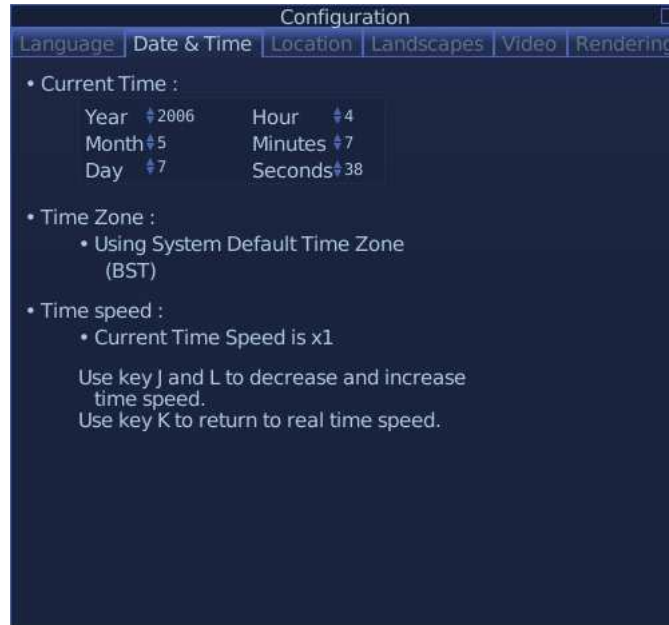 Configuration
Language Date & Time Location Landscapes Video Rendering
• Current Time :
Year 2006 Hour 4
Month 5 Minutes 7
Day 7 Seconds 38
• Time Zone :
• Using System Default Time Zone
(BST)
• Time speed :
• Current Time Speed is x1
Use key J and L to decrease and increase
time speed.
Use key K to return to real time speed.